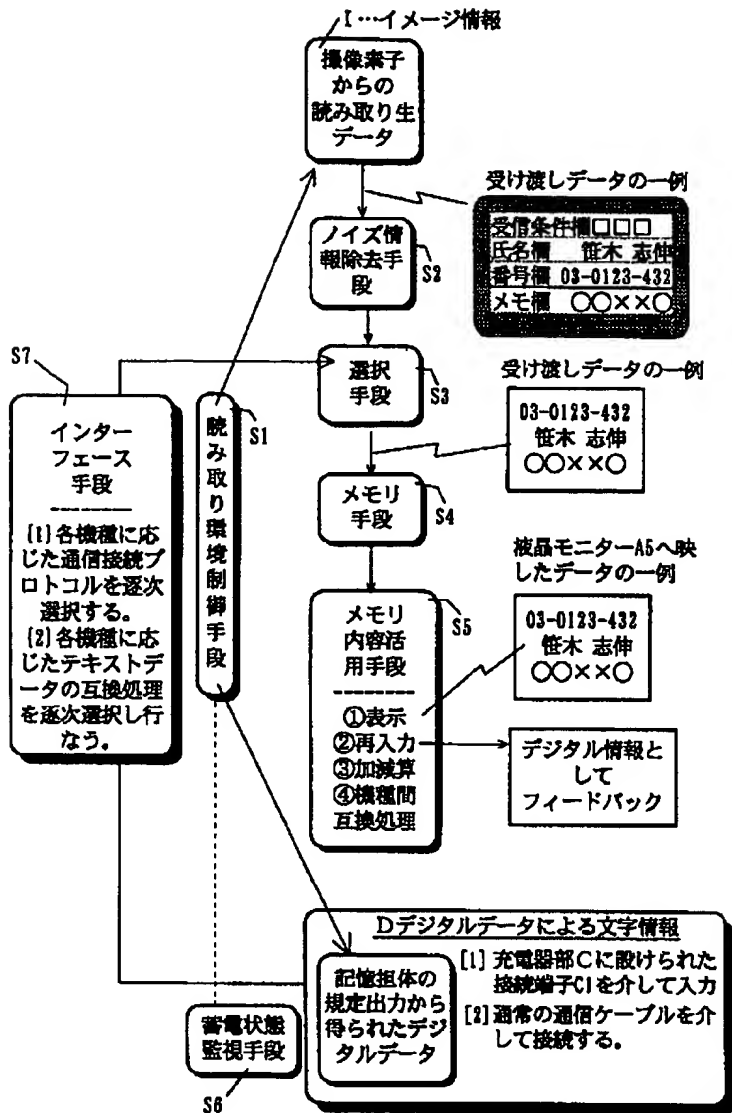 I…イメージ情報
撮像素子
からの
読み取り生
データ
受け渡しデータの一例
受信条件欄□□□
氏名欄 笹木 志伸
番号欄 03-0123-432
メモ欄 ○○××○
ノイズ情
報除去手
段
S2
選択
手段
S3
受け渡しデータの一例
03-0123-432
笹木 志伸
○○××○
メモリ
手段
S4
液晶モニターA5へ映
したデータの一例
03-0123-432
笹木 志伸
○○××○
メモリ
内容活
用手段
--------
①表示
②再入力
③加減算
④機種間
互換処理
S5
デジタル情報と
して
フィードバック
S7
インター
フェース
手段
--------
{1}各機種に応
じた通信接続プ
ロトコルを逐次
選択する。
{2}各機種に応
じたテキストデ
ータの互換処理
を逐次選択し行
なう。
読み取り環境制御手段
S1
蓄電状態
監視手段
S6
Dデジタルデータによる文字情報
記憶担体の
規定出力から
得られたデジ
タルデータ
[1]充電器部Cに設けられた
接続端子C1を介して入力
[2]通常の通信ケーブルを介
して接続する。